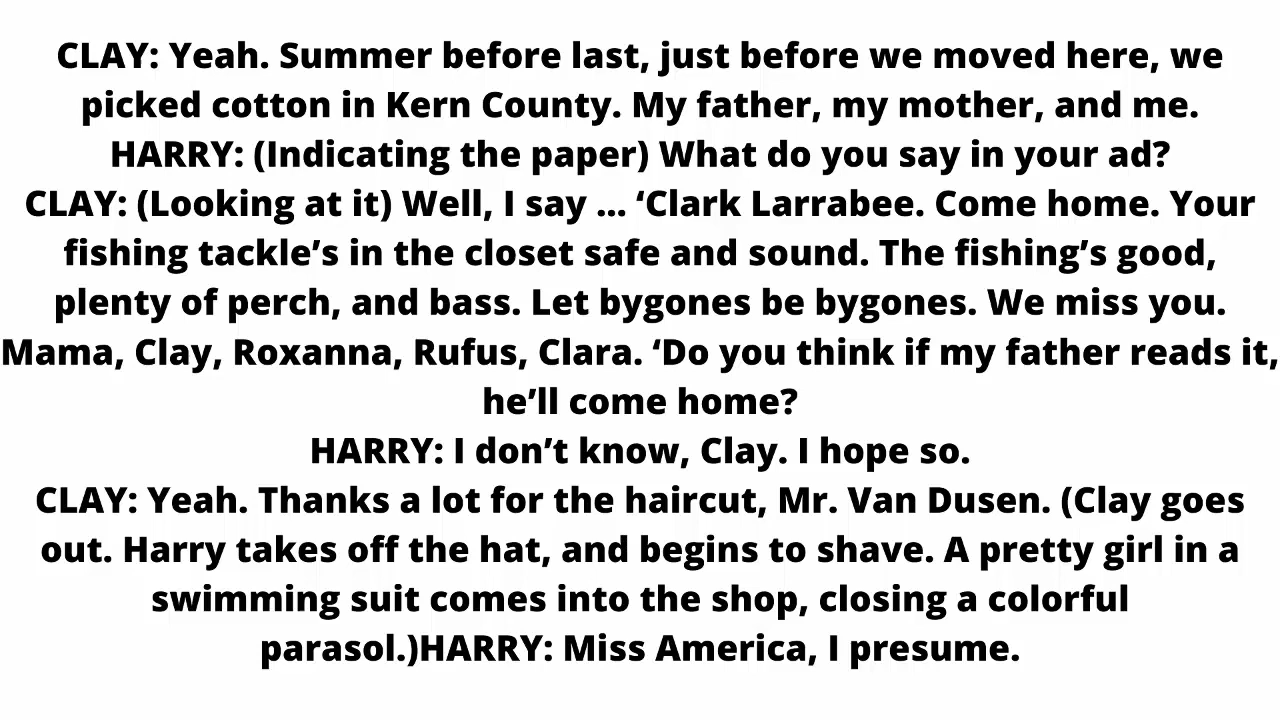 CLAY: Yeah. Summer before last, just before we moved here, we
picked cotton in Kern County. My father, my mother, and me.
HARRY: (Indicating the paper) What do you say in your ad?
CLAY: (Looking at it) Well, I say ... ‘Clark Larrabee. Come home. Your
fishing tackle’s in the closet safe and sound. The fishing’s good,
plenty of perch, and bass. Let bygones be bygones. We miss you.
Mama, Clay, Roxanna, Rufus, Clara. ‘Do you think if my father reads it,
he’ll come home?
HARRY: I don’t know, Clay. I hope so.
CLAY: Yeah. Thanks a lot for the haircut, Mr. Van Dusen. (Clay goes
out. Harry takes off the hat, and begins to shave. A pretty girl in a
swimming suit comes into the shop, closing a colorful
parasol.)HARRY: Miss America, I presume.